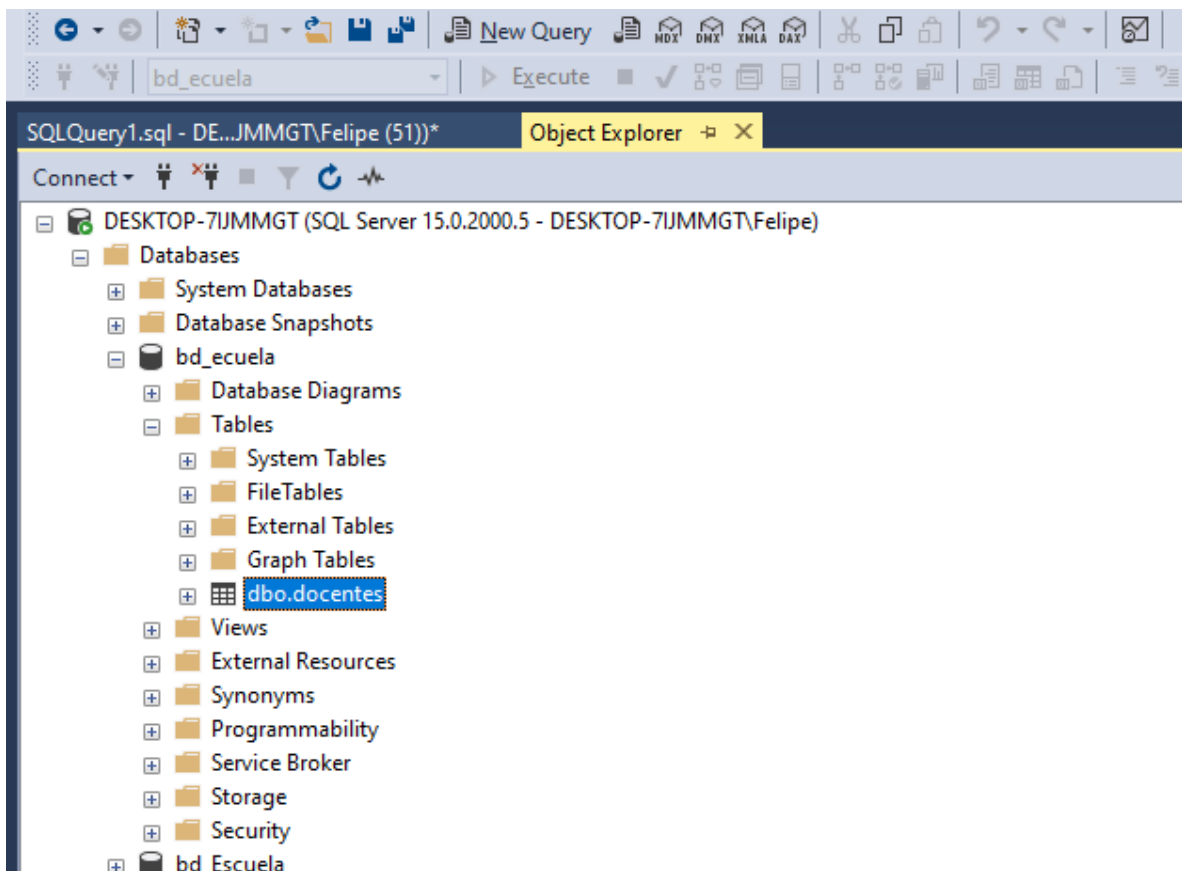 New Query MDX DMX XMLA DAX
bd_ecuela Execute
SQLQuery1.sql - DE...JMMGT\Felipe (51))* Object Explorer
Connect
DESKTOP-7IJMMGT (SQL Server 15.0.2000.5 - DESKTOP-7IJMMGT\Felipe)
Databases
System Databases
Database Snapshots
bd_ecuela
Database Diagrams
Tables
System Tables
FileTables
External Tables
Graph Tables
dbo.docentes
Views
External Resources
Synonyms
Programmability
Service Broker
Storage
Security
bd_Escuela